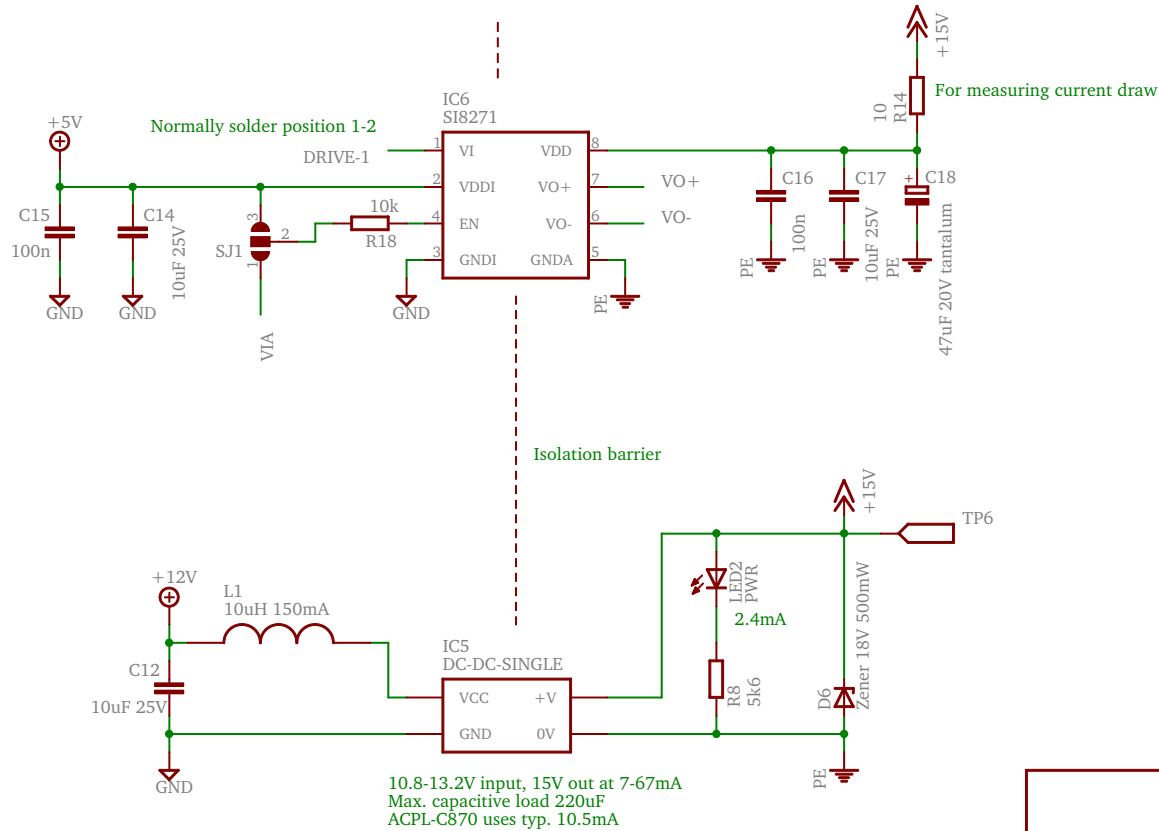 +15V
10
R14
For measuring current draw
IC6
SI8271
+5V
Normally solder position 1-2
DRIVE-1
1
VI
VDD
8
2
VDDI
VO+
7
VO+
4
EN
VO-
6
VO-
3
GNDI
GNDA
5
C15
100n
C14
10uF 25V
3
SJ1
2
1
10k
R18
C16
100n
C17
10uF 25V
+
C18
47uF 20V tantalum
GND
GND
VIA
GND
PE
PE
PE
PE
Isolation barrier
+15V
TP6
+12V
L1
10uH 150mA
LED2
PWR
2.4mA
Zener 18V 500mW
IC5
DC-DC-SINGLE
C12
10uF 25V
VCC
+V
GND
0V
R8
5k6
D6
GND
PE
10.8-13.2V input, 15V out at 7-67mA
Max. capacitive load 220uF
ACPL-C870 uses typ. 10.5mA